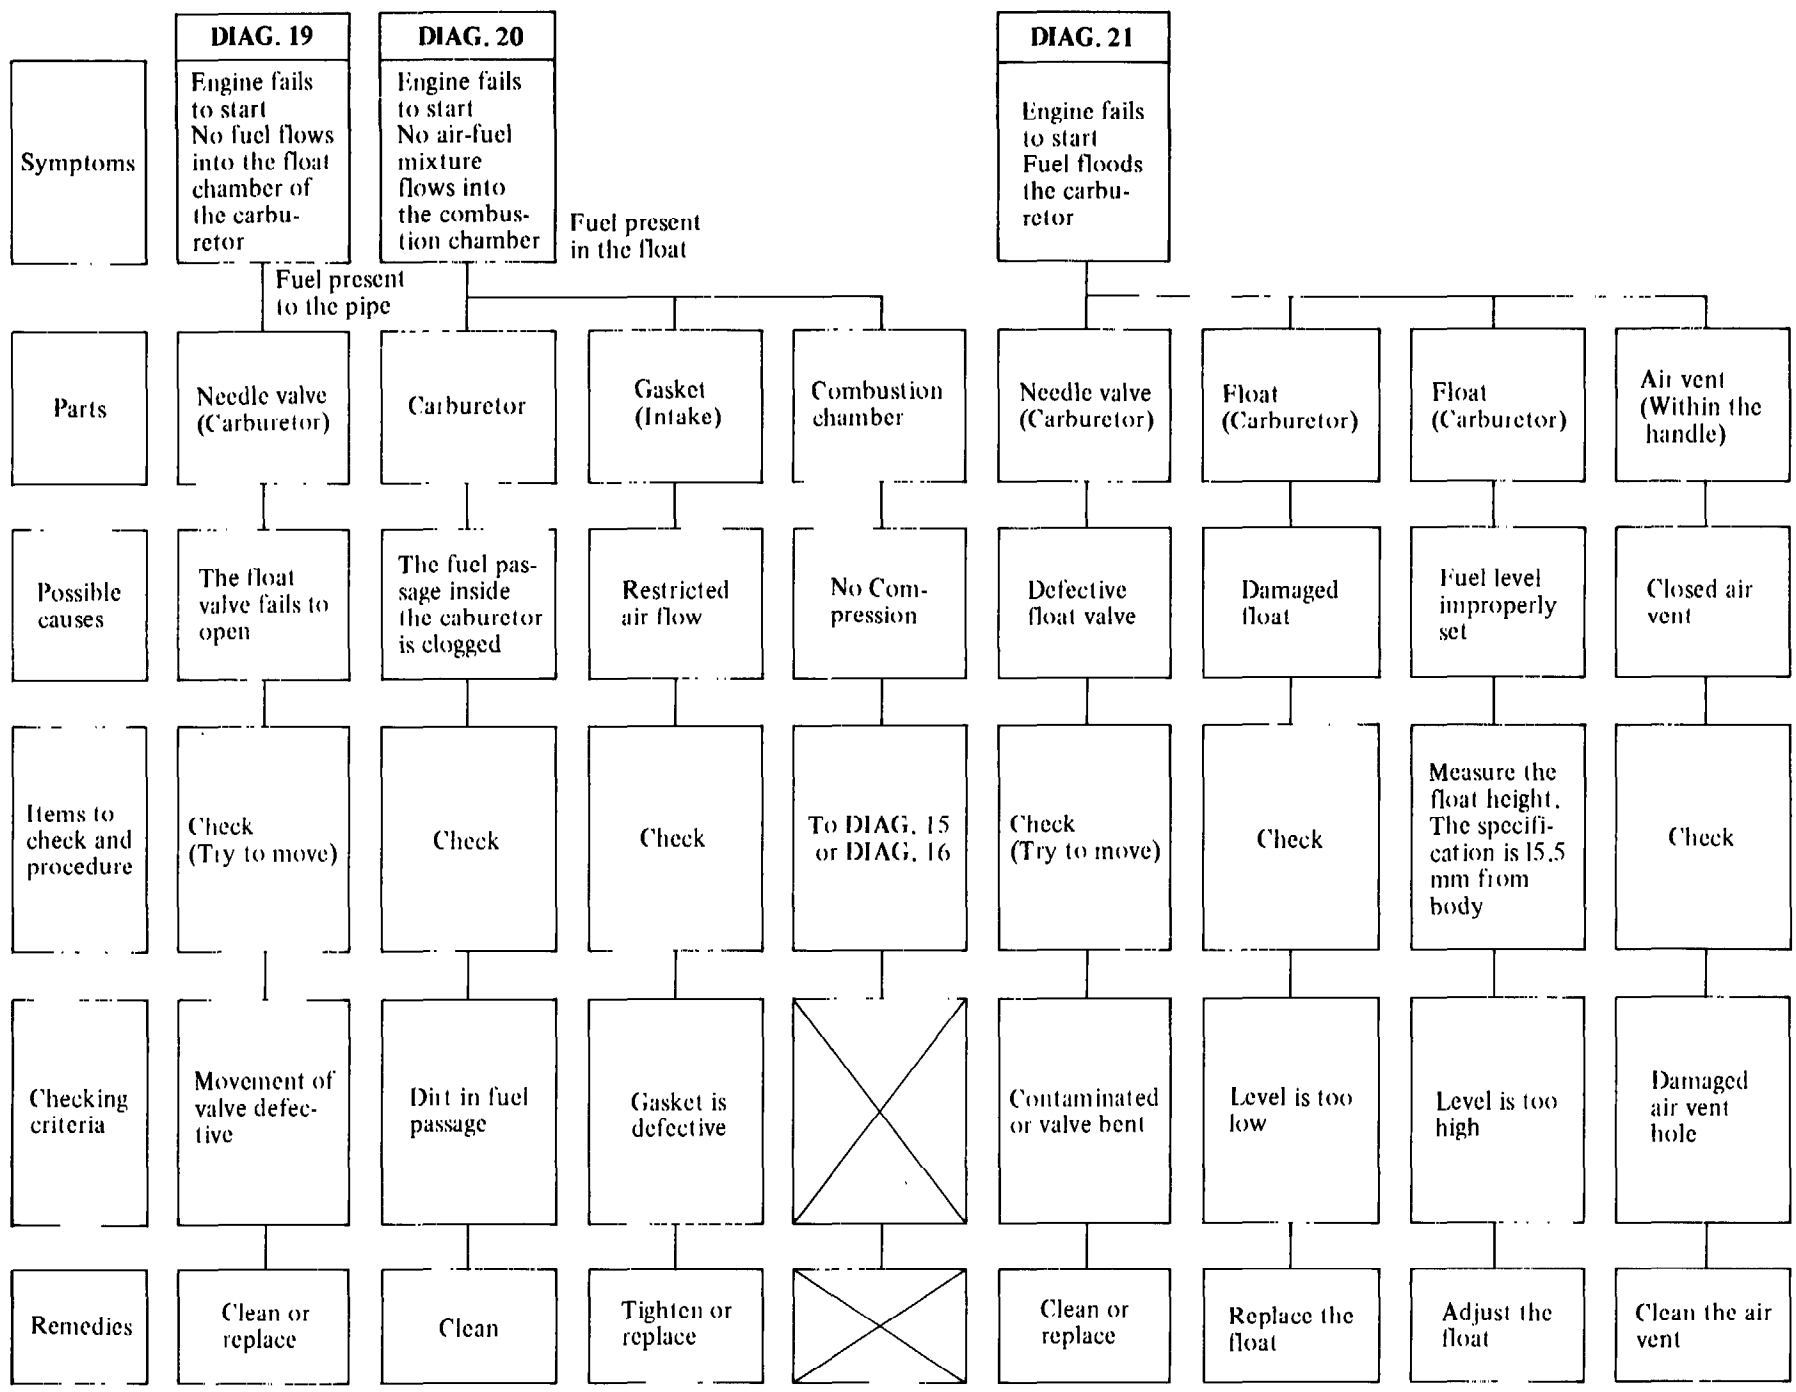 DIAG. 19
DIAG. 20
DIAG. 21
Symptoms
Engine fails
to start
No fuel flows
into the float
chamber of
the carbu-
retor
Engine fails
to start
No air-fuel
mixture
flows into
the combus-
tion chamber
Engine fails
to start
Fuel floods
the carbu-
retor
Fuel present
to the pipe
Fuel present
in the float
Parts
Needle valve
(Carburetor)
Carburetor
Gasket
(Intake)
Combustion
chamber
Needle valve
(Carburetor)
Float
(Carburetor)
Float
(Carburetor)
Air vent
(Within the
handle)
Possible
causes
The float
valve fails to
open
The fuel pas-
sage inside
the caburetor
is clogged
Restricted
air flow
No Com-
pression
Defective
float valve
Damaged
float
Fuel level
improperly
set
Closed air
vent
Items to
check and
procedure
Check
(Try to move)
Check
Check
To DIAG. 15
or DIAG. 16
Check
(Try to move)
Check
Measure the
float height.
The specifi-
cation is 15.5
mm from
body
Check
Checking
criteria
Movement of
valve defec-
tive
Dirt in fuel
passage
Gasket is
defective
Contaminated
or valve bent
Level is too
low
Level is too
high
Damaged
air vent
hole
Remedies
Clean or
replace
Clean
Tighten or
replace
Clean or
replace
Replace the
float
Adjust the
float
Clean the air
vent